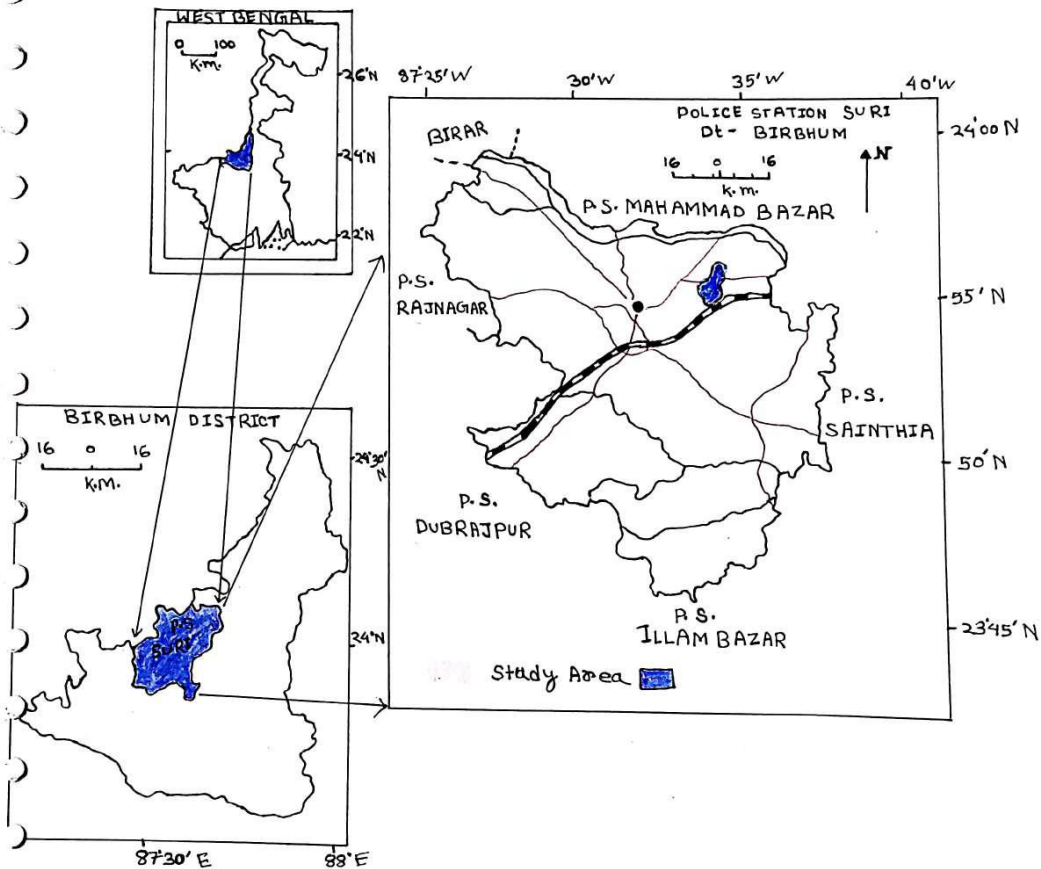 WEST BENGAL
0 100
K.M.
26°N
24°N
22°N
BIRBHUM DISTRICT
16 0 16
K.M.
24°30'
N
24°N
P.S.
SURI
87°30' E
88°E
87°25'W 30'W 35'W 40'W
POLICE STATION SURI
Dt - BIRBHUM
16 0 16
K.m.
N
24°00 N
BIRAR
P.S. MAHAMMAD BAZAR
P.S.
RAJNAGAR
55' N
P.S.
SAINTHIA
50' N
P.S.
DUBRAJPUR
P.S.
ILLAM BAZAR
23°45' N
Study Area